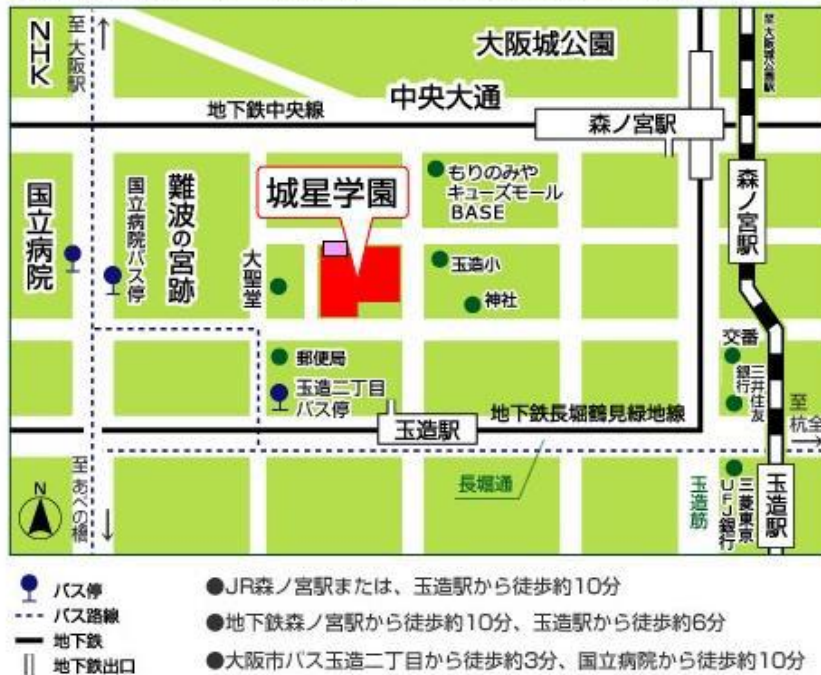 NHK
至
大阪駅
大阪城公園
至大阪城公園駅
中央大通
地下鉄中央線
森ノ宮駅
森ノ宮駅
国立病院
国立病院バス停
難波の宮跡
城星学園
もりのみや
キューズモール
BASE
大聖堂
玉造小
神社
郵便局
玉造二丁目
バス停
交番
三井住友
銀行
地下鉄長堀鶴見緑地線
玉造駅
至
杭全
長堀通
玉造筋
三菱東京
UFJ銀行
玉造駅
至あべの橋
N
バス停
バス路線
地下鉄
地下鉄出口
●JR森ノ宮駅または、玉造駅から徒歩約10分
●地下鉄森ノ宮駅から徒歩約10分、玉造駅から徒歩約6分
●大阪市バス玉造二丁目から徒歩約3分、国立病院から徒歩約10分